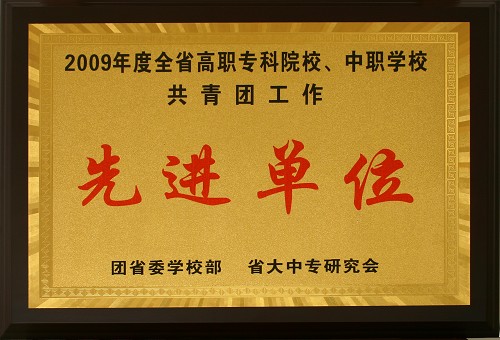 2009年度全省高职专科院校、中职学校
共青团工作
先进单位
团省委学校部 省大中专研究会